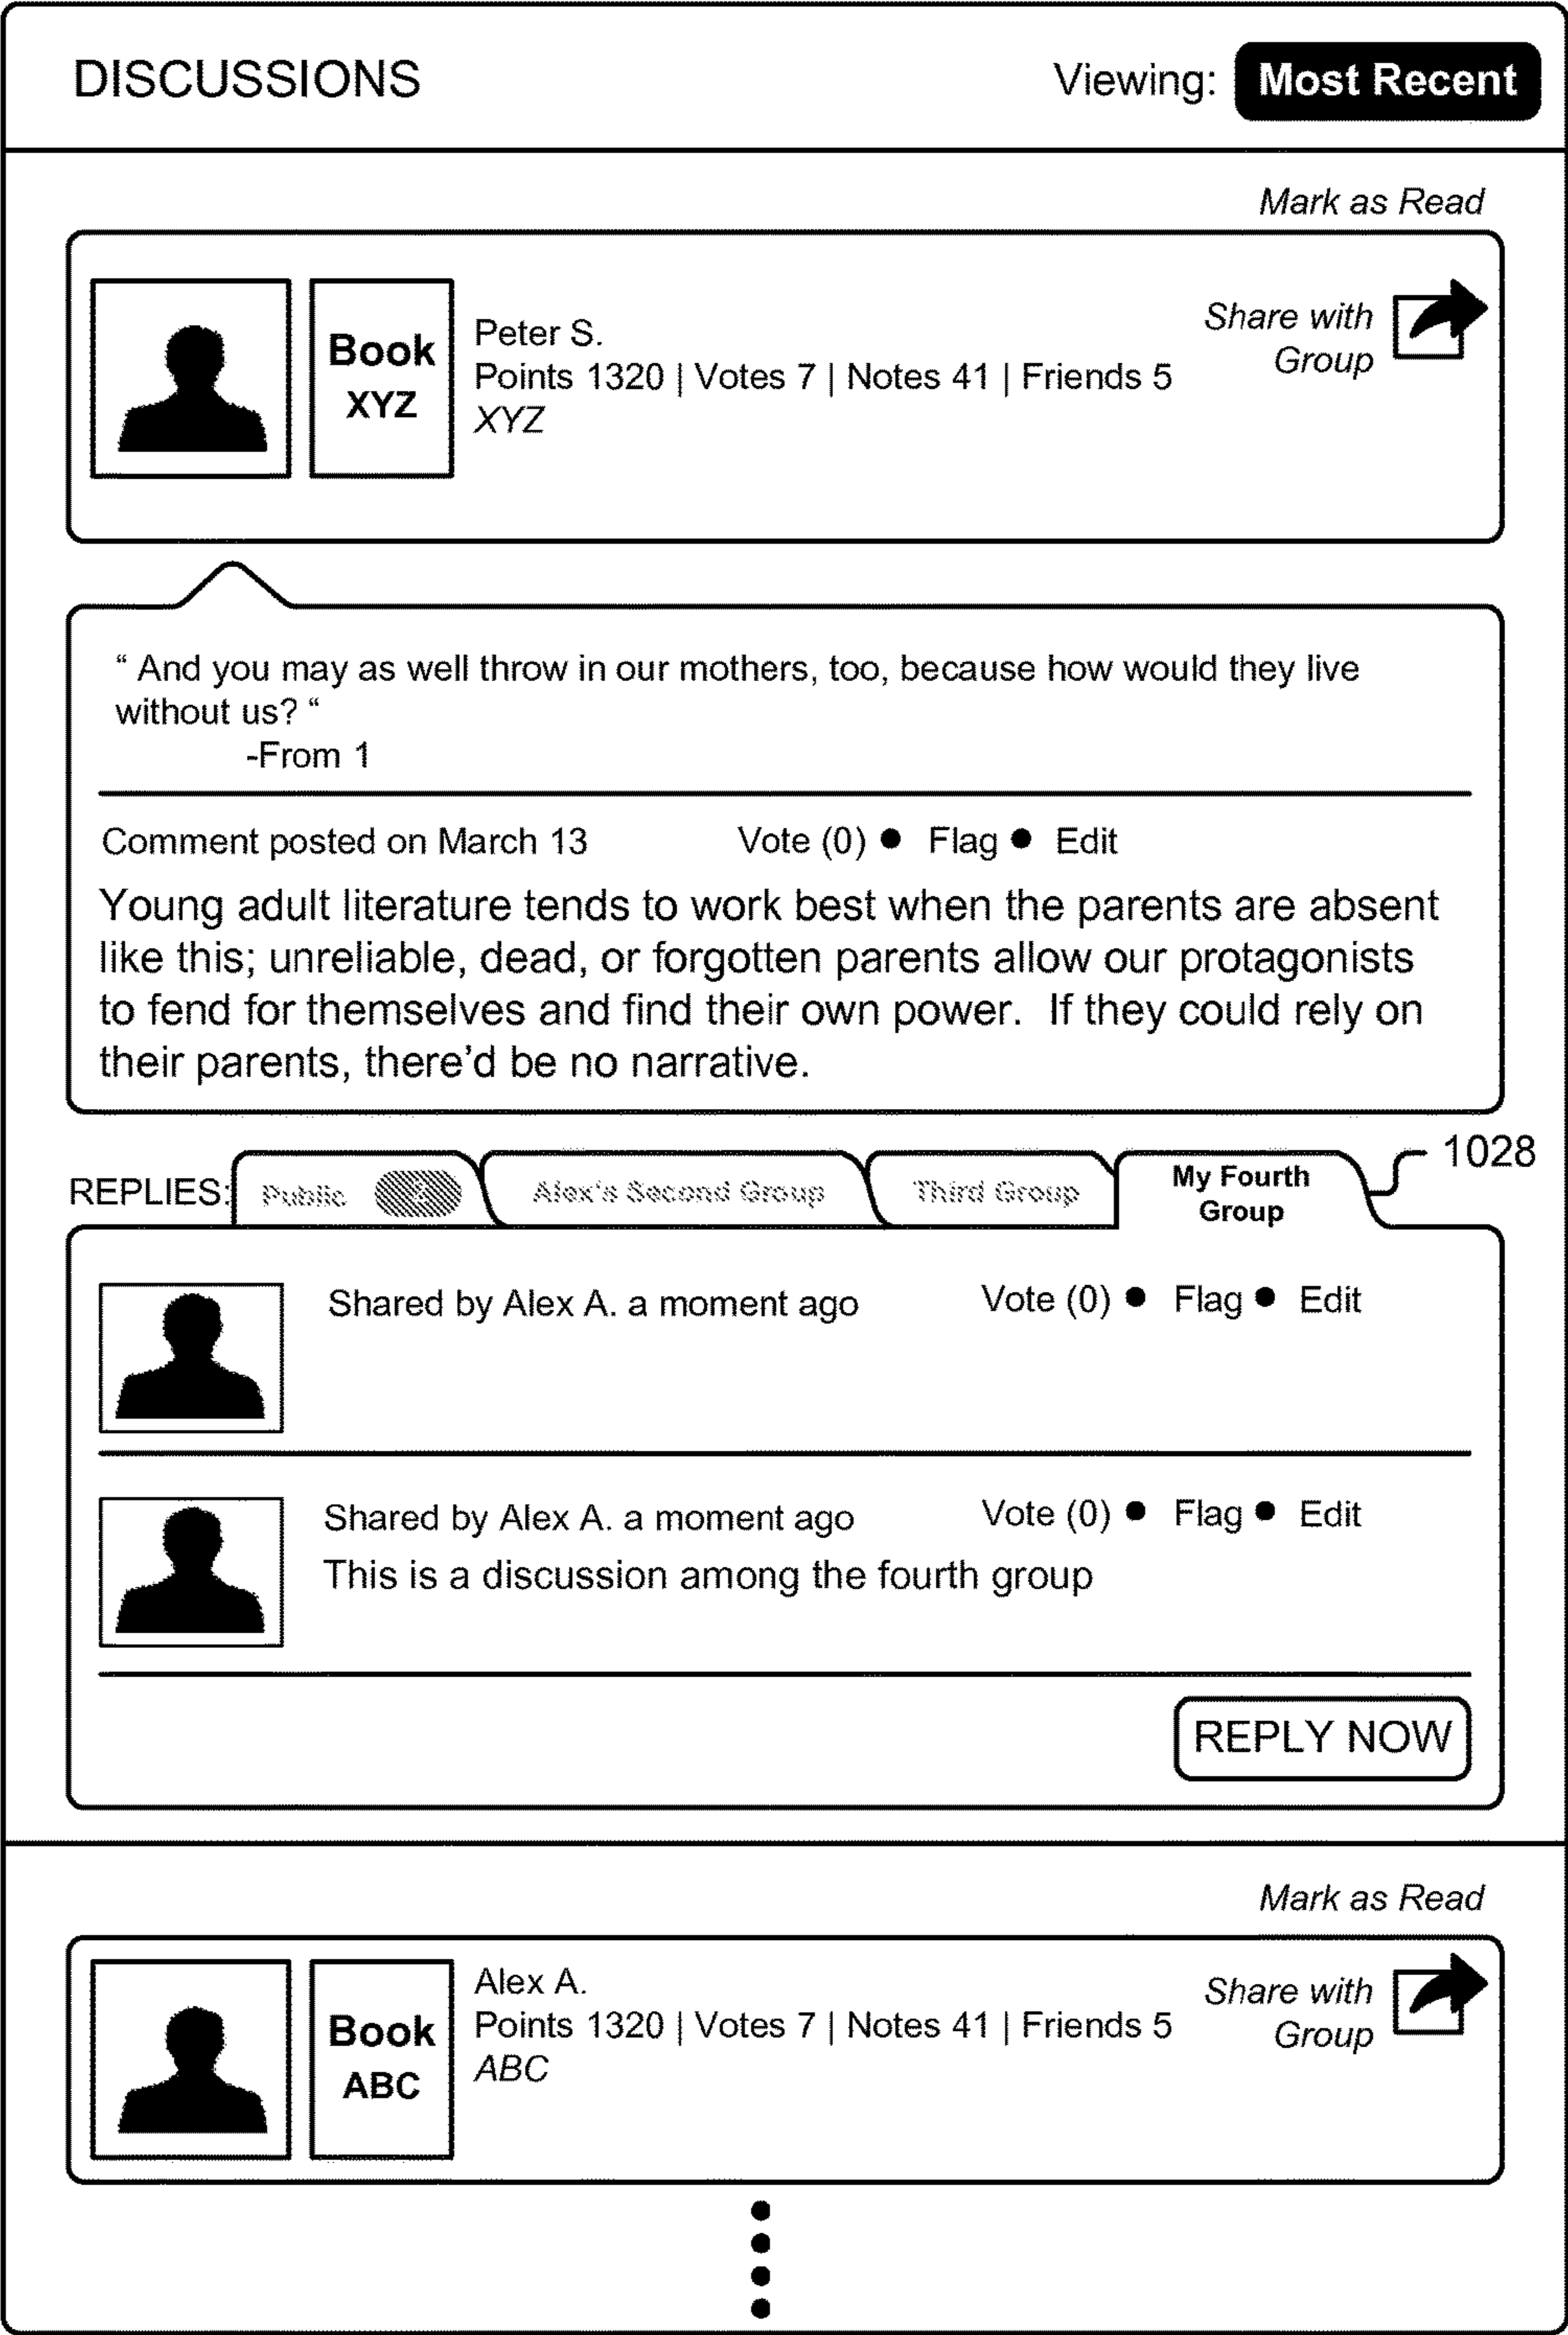 DISCUSSIONS
Viewing: Most Recent
Mark as Read
Book
XYZ
Peter S.
Points 1320 | Votes 7 | Notes 41 | Friends 5
XYZ
Share with
Group
“ And you may as well throw in our mothers, too, because how would they live
without us? “
-From 1
Comment posted on March 13
Vote (0) ● Flag ● Edit
Young adult literature tends to work best when the parents are absent
like this; unreliable, dead, or forgotten parents allow our protagonists
to fend for themselves and find their own power.  If they could rely on
their parents, there’d be no narrative.
1028
REPLIES:
Public
Alex's Second Group
Third Group
My Fourth
Group
Shared by Alex A. a moment ago
Vote (0) ● Flag ● Edit
Shared by Alex A. a moment ago
Vote (0) ● Flag ● Edit
This is a discussion among the fourth group
REPLY NOW
Mark as Read
Book
ABC
Alex A.
Points 1320 | Votes 7 | Notes 41 | Friends 5
ABC
Share with
Group